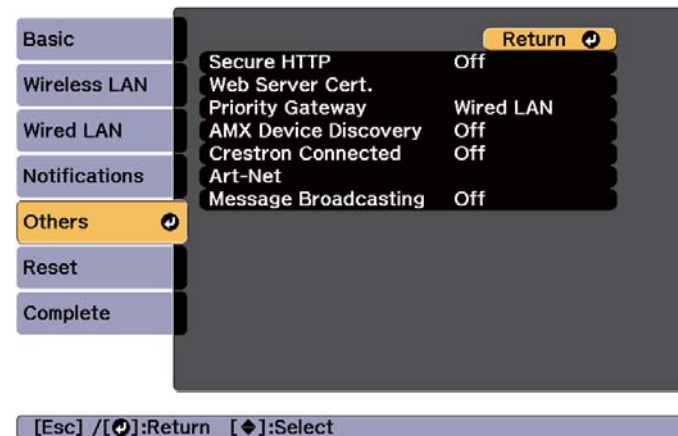 Basic
Wireless LAN
Wired LAN
Notifications
Others
Reset
Complete
Return
Secure HTTP Off
Web Server Cert.
Priority Gateway Wired LAN
AMX Device Discovery Off
Crestron Connected Off
Art-Net
Message Broadcasting Off
[Esc] /[⏎]:Return [◆]:Select